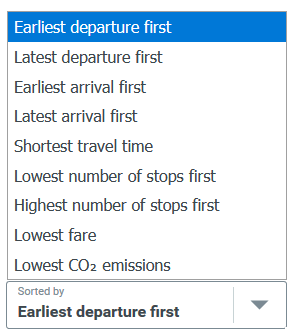 Earliest departure first
Latest departure first
Earliest arrival first
Latest arrival first
Shortest travel time
Lowest number of stops first
Highest number of stops first
Lowest fare
Lowest CO₂ emissions
Sorted by
Earliest departure first